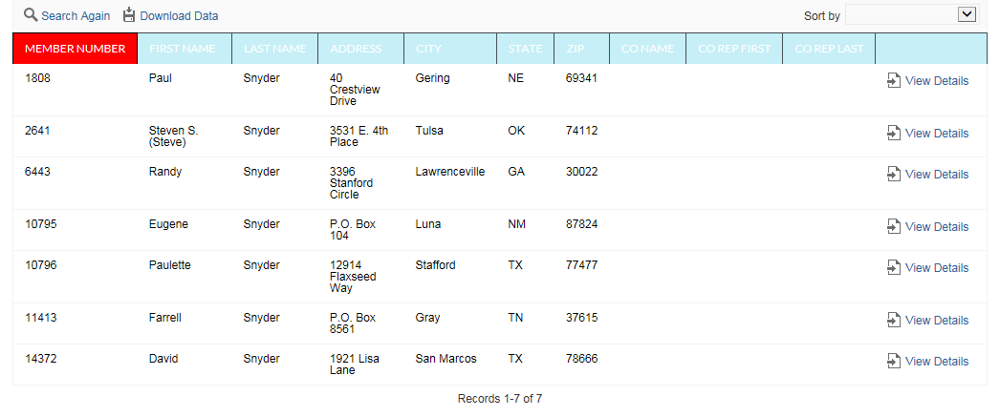 Search Again Download Data Sort by
MEMBER NUMBER FIRST NAME LAST NAME ADDRESS CITY STATE ZIP CO NAME CO REP FIRST CO REP LAST
1808 Paul Snyder 40 Gering NE 69341 View Details
Crestview
Drive
2641 Steven S. Snyder 3531 E. 4th Tulsa OK 74112 View Details
(Steve) Place
6443 Randy Snyder 3396 Lawrenceville GA 30022 View Details
Stanford
Circle
10795 Eugene Snyder P.O. Box Luna NM 87824 View Details
104
10796 Paulette Snyder 12914 Stafford TX 77477 View Details
Flaxseed
Way
11413 Farrell Snyder P.O. Box Gray TN 37615 View Details
8561
14372 David Snyder 1921 Lisa San Marcos TX 78666 View Details
Lane
Records 1-7 of 7